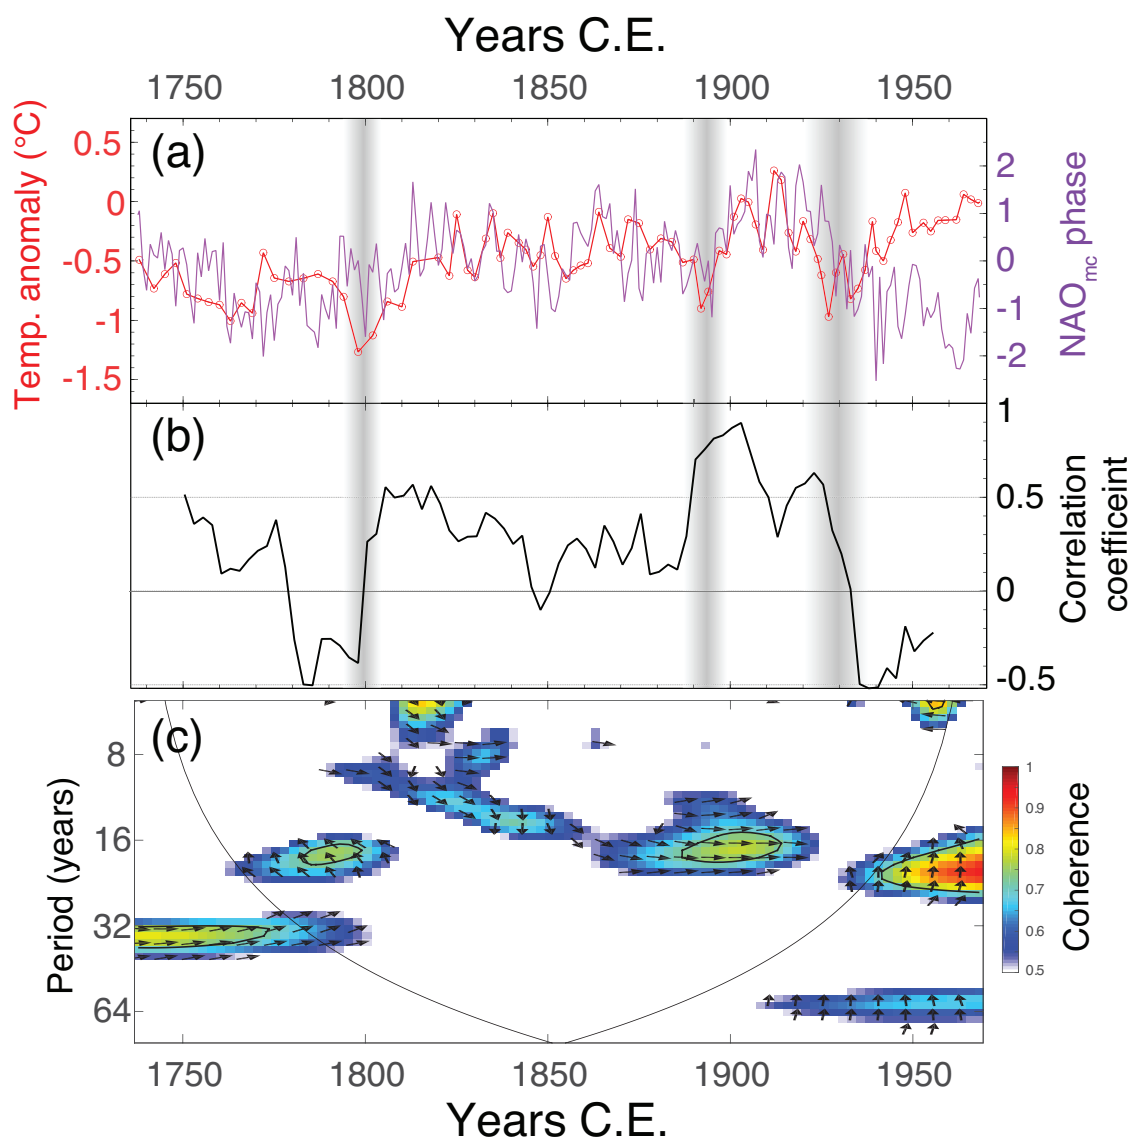 Years C.E.
1750 1800 1850 1900 1950
(a)
Temp. anomaly (°C)
0.5
0
-0.5
-1
-1.5
2
1
0
-1
-2
NAOmc phase
(b)
1
0.5
0
-0.5
Correlation
coefficeint
(c)
Period (years)
8
16
32
64
1
0.9
0.8
0.7
0.6
0.5
Coherence
1750 1800 1850 1900 1950
Years C.E.